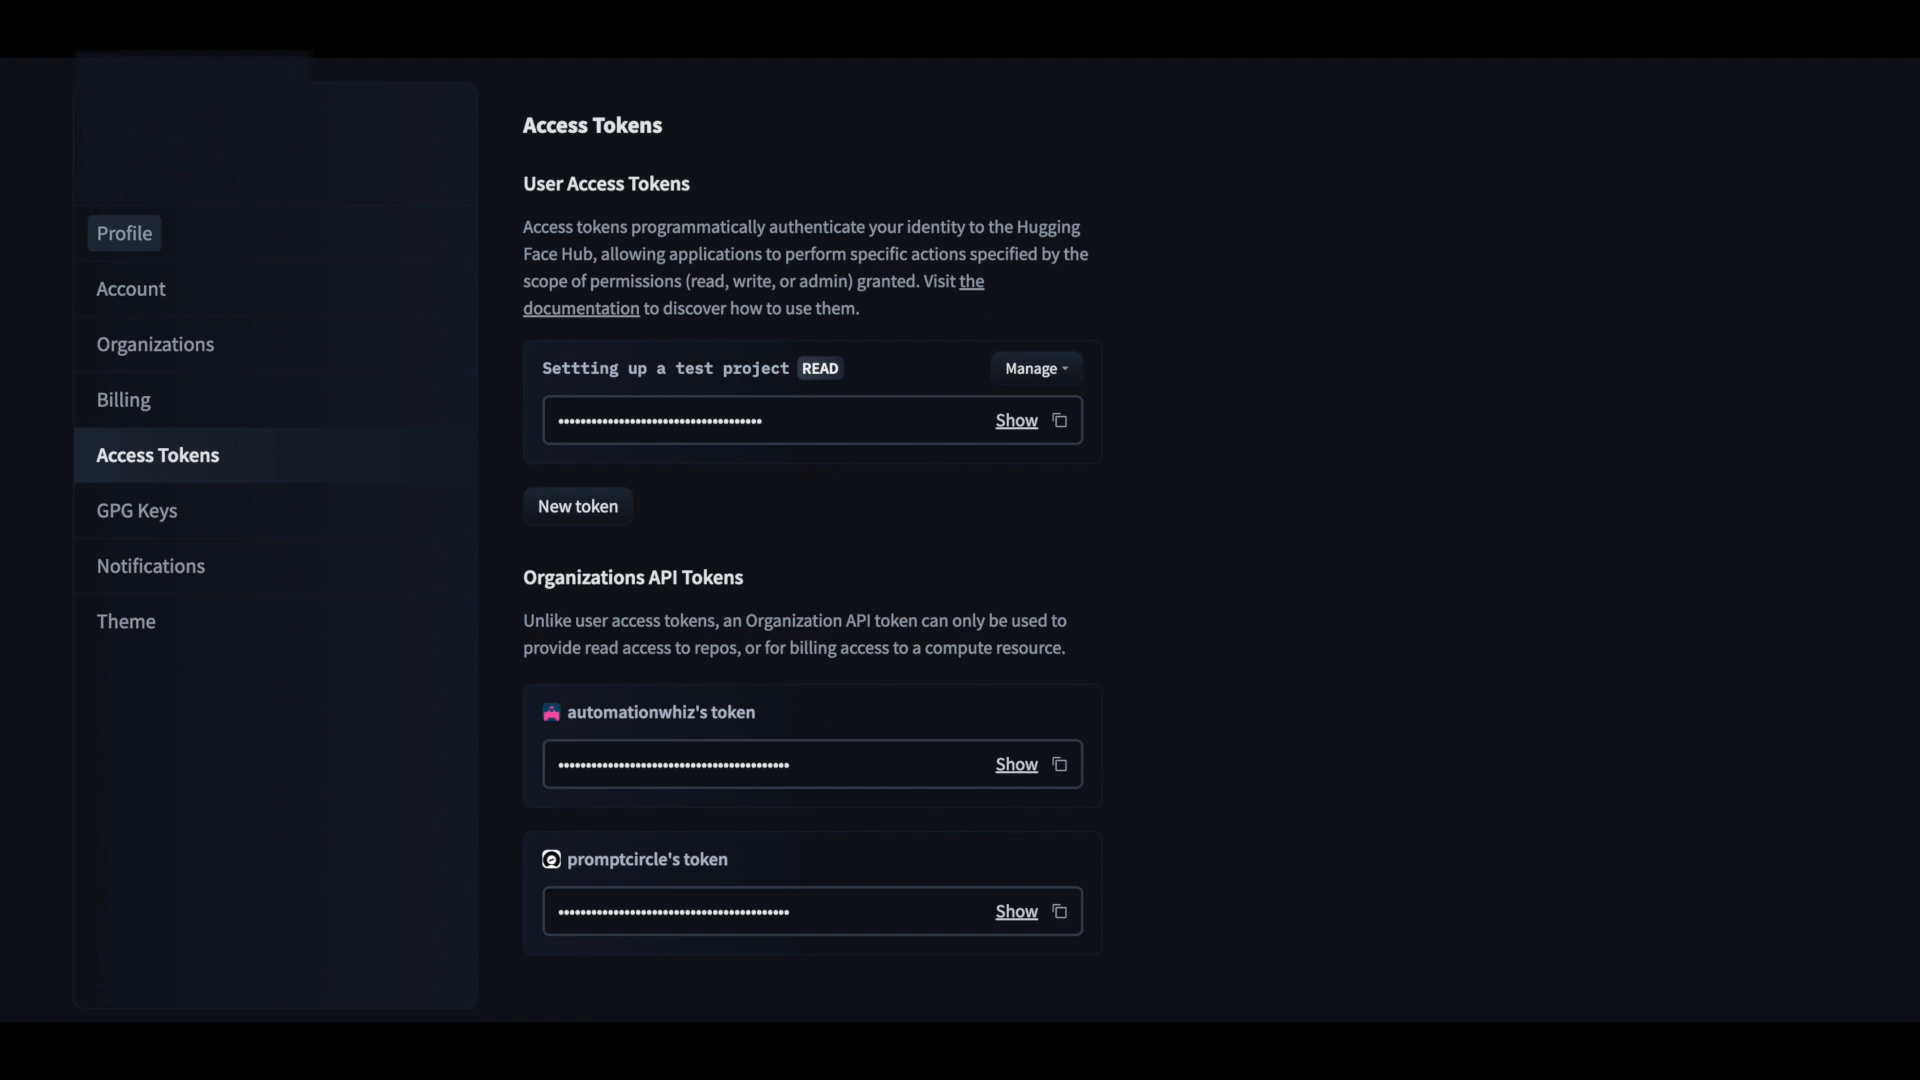 Profile
Account
Organizations
Billing
Access Tokens
GPG Keys
Notifications
Theme
Access Tokens
User Access Tokens
Access tokens programmatically authenticate your identity to the Hugging
Face Hub, allowing applications to perform specific actions specified by the
scope of permissions (read, write, or admin) granted. Visit the
documentation to discover how to use them.
Settting up a test project READ Manage
•••••••••••••••••••••••••••••••••••••  Show
New token
Organizations API Tokens
Unlike user access tokens, an Organization API token can only be used to
provide read access to repos, or for billing access to a compute resource.
automationwhiz's token
••••••••••••••••••••••••••••••••••••••••••  Show
promptcircle's token
••••••••••••••••••••••••••••••••••••••••••  Show